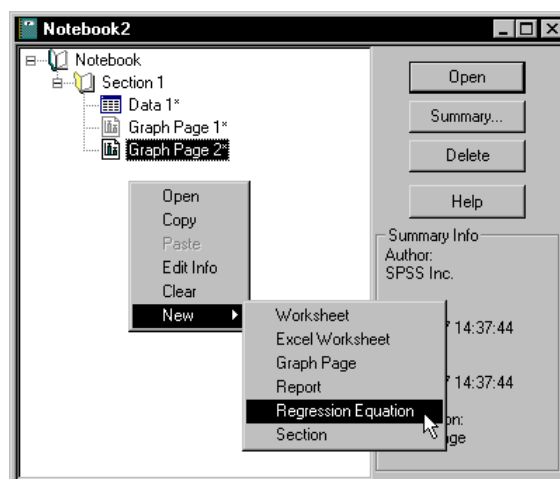 Notebook2
Notebook
Section 1
Data 1*
Graph Page 1*
Graph Page 2*
Open
Summary...
Delete
Help
Open
Copy
Paste
Edit Info
Clear
New
Worksheet
Excel Worksheet
Graph Page
Report
Regression Equation
Section
Summary Info
Author:
SPSS Inc.
14:37:44
14:37:44